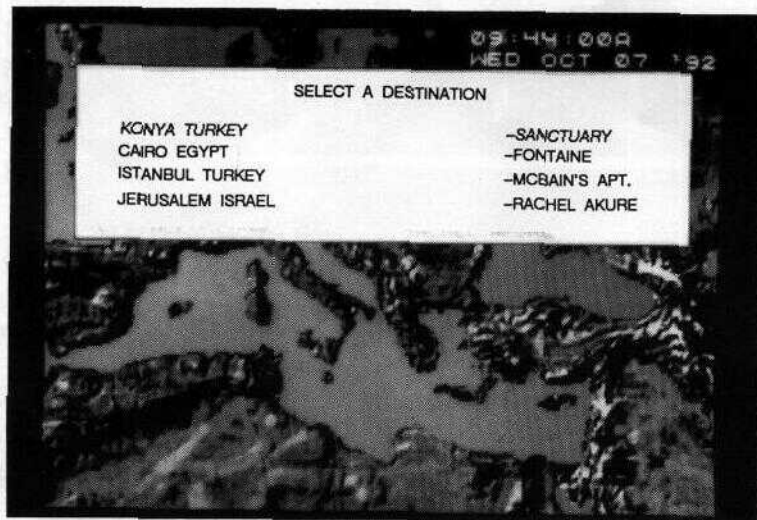 09:44:00A
WED OCT 07 '92
SELECT A DESTINATION
KONYA TURKEY -SANCTUARY
CAIRO EGYPT -FONTAINE
ISTANBUL TURKEY -MCBAIN'S APT.
JERUSALEM ISRAEL -RACHEL AKURE